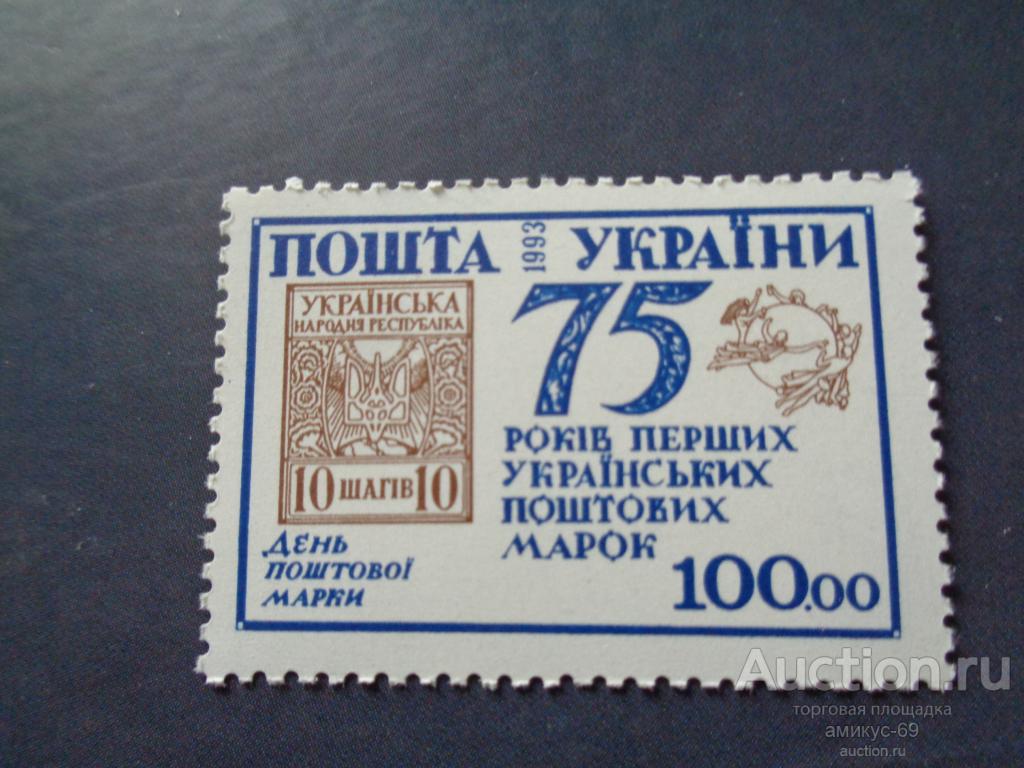 ПОШТА 1993 УКРАЇНИ
УКРАЇНСЬКА
НАРОДНЯ РЕСПУБЛІКА
10 ШАГІВ 10
ДЕНЬ
ПОШТОВОЇ
МАРКИ
75
РОКІВ ПЕРШИХ
УКРАЇНСЬКИХ
ПОШТОВИХ
МАРОК
100.00
Auction.ru
торговая площадка
амикус-69
auction.ru